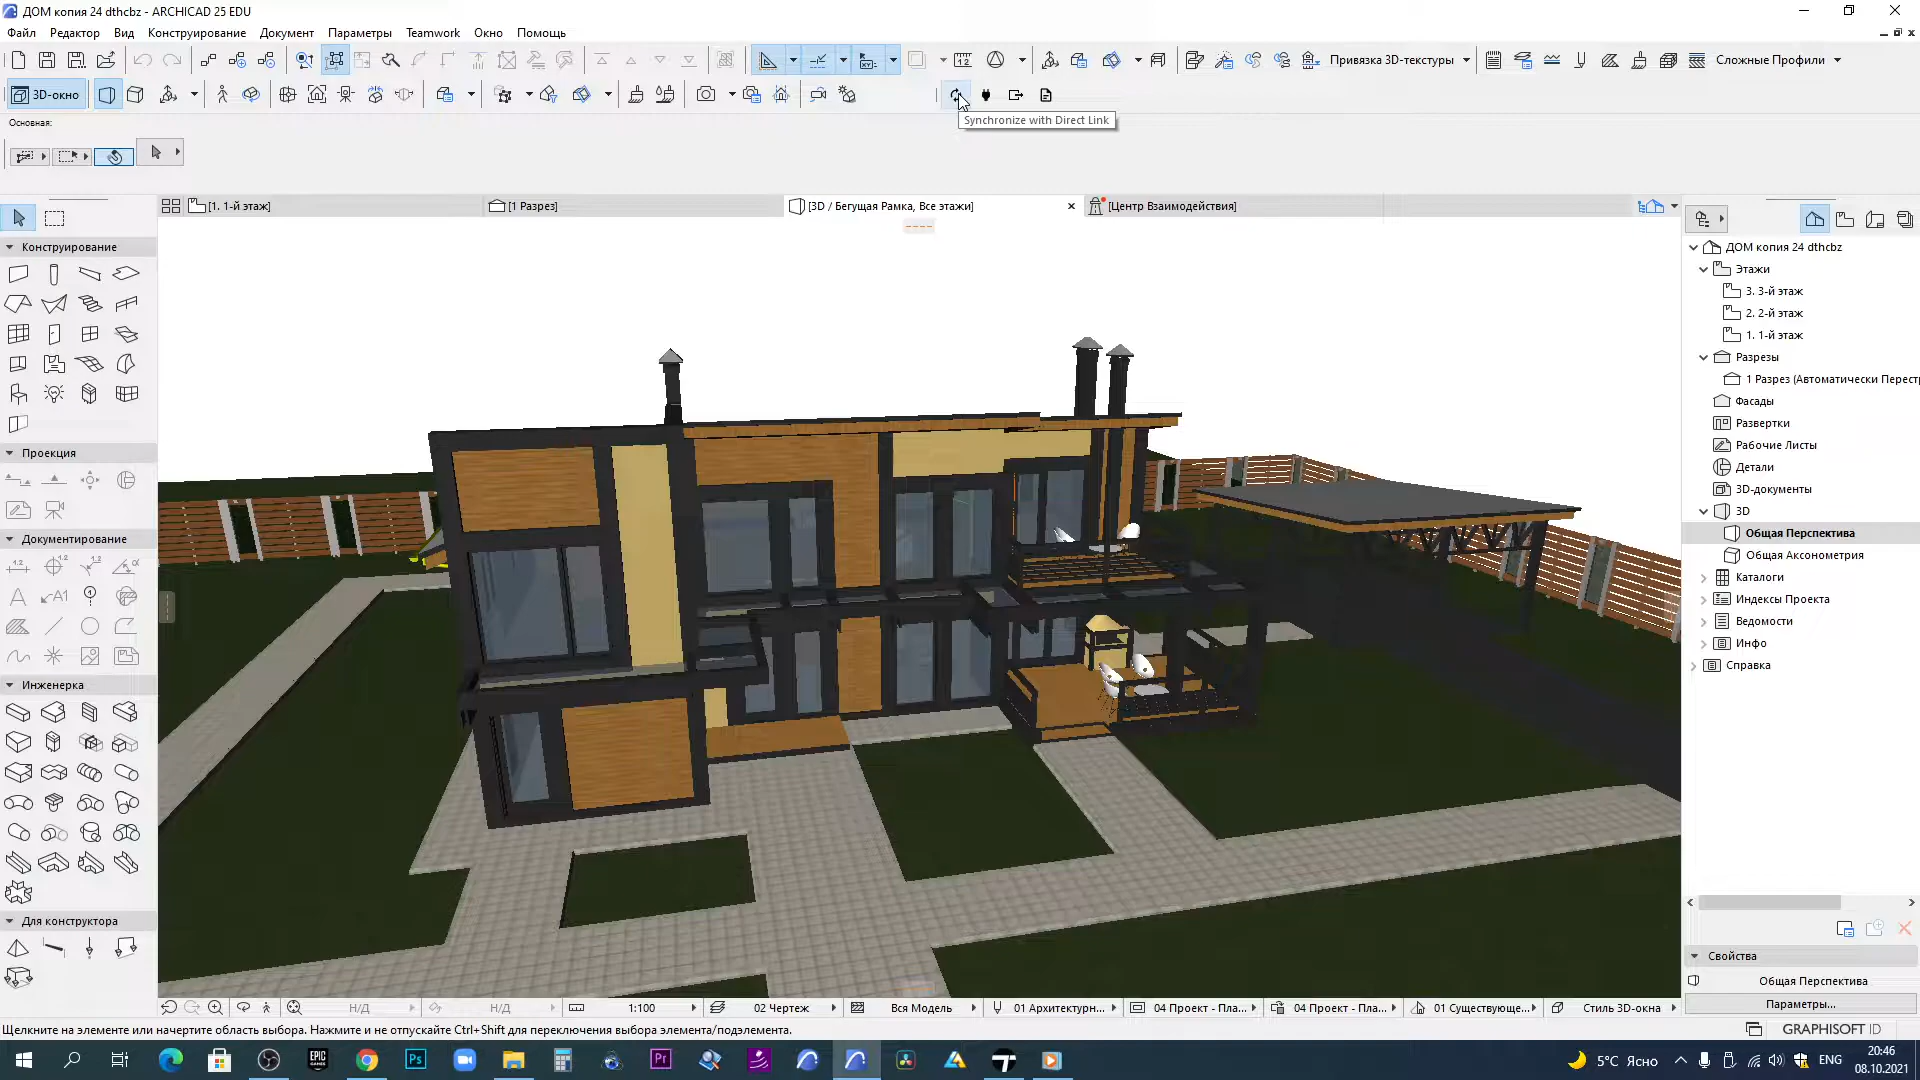 ДОМ копия 24 dthcbz - ARCHICAD 25 EDU
Файл Редактор Вид Конструирование Документ Параметры Teamwork Окно Помощь
Привязка 3D-текстуры
Сложные Профили
3D-окно
Synchronize with Direct Link
Основная:
[1. 1-й этаж]
[1 Разрез]
[3D / Бегущая Рамка, Все этажи]
[Центр Взаимодействия]
Конструирование
Проекция
Документирование
Инженерка
Для конструктора
ДОМ копия 24 dthcbz
Этажи
3. 3-й этаж
2. 2-й этаж
1. 1-й этаж
Разрезы
1 Разрез (Автоматически Перест
Фасады
Развертки
Рабочие Листы
Детали
3D-документы
3D
Общая Перспектива
Общая Аксонометрия
Каталоги
Индексы Проекта
Ведомости
Инфо
Справка
Свойства
Общая Перспектива
Параметры...
Н/Д
Н/Д
1:100
02 Чертеж
Вся Модель
01 Архитектурн...
04 Проект - Пла...
04 Проект - Пла...
01 Существующе...
Стиль 3D-окна
Щелкните на элементе или начертите область выбора. Нажмите и не отпускайте Ctrl+Shift для переключения выбора элемента/подэлемента.
GRAPHISOFT ID
EPIC GAMES
Ps
Pr
5°C Ясно
ENG
20:46
08.10.2021